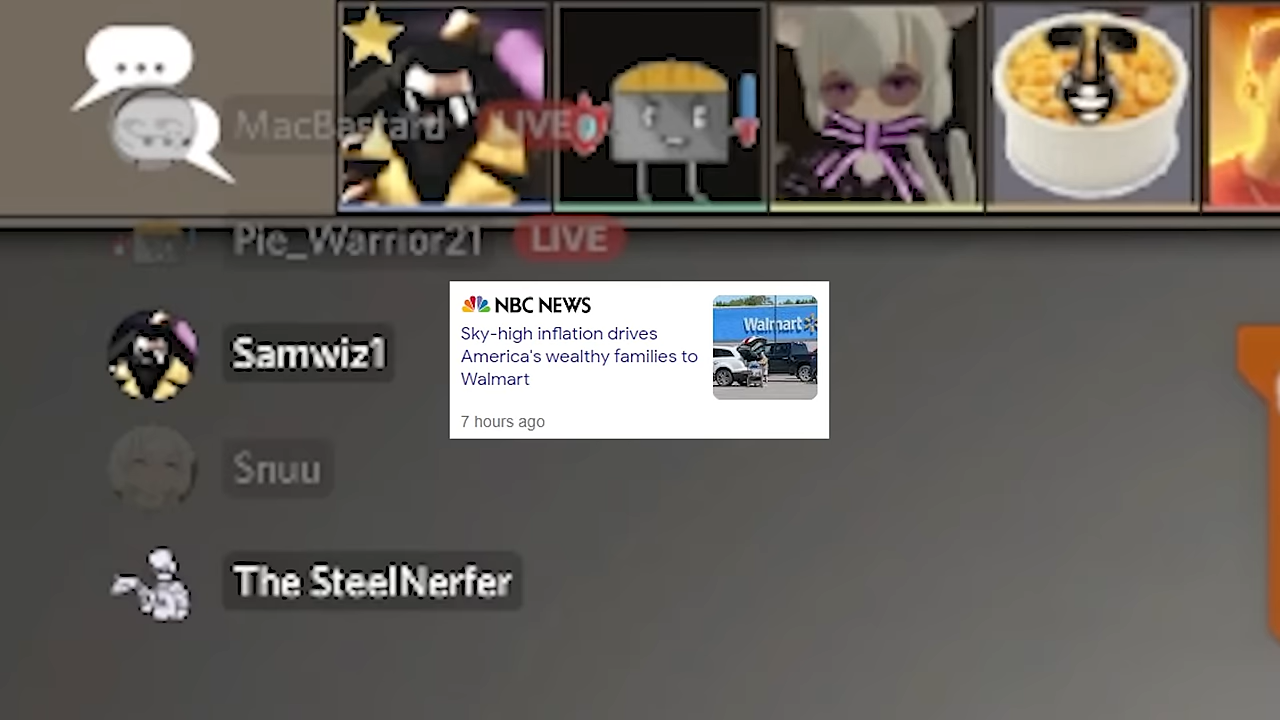 MacBastard LIVE
Pie_Warrior21 LIVE
NBC NEWS
Sky-high inflation drives
America's wealthy families to
Walmart
Walmart
7 hours ago
Samwiz1
Snuu
The SteelNerfer